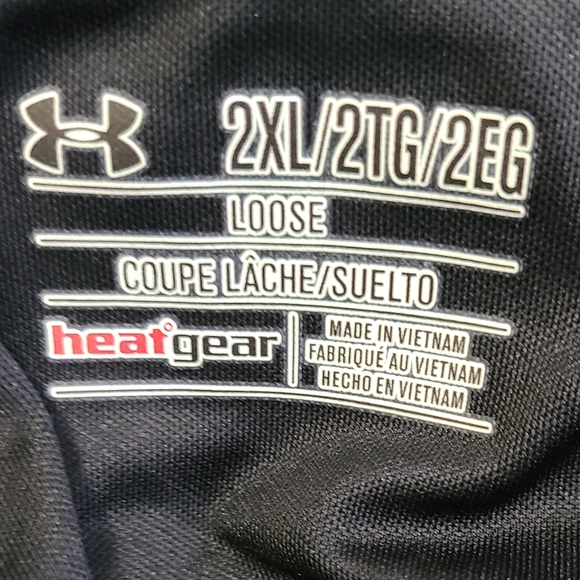 2XL/2TG/2EG
LOOSE
COUPE LÂCHE/SUELTO
heatgear
MADE IN VIETNAM
FABRIQUÉ AU VIETNAM
HECHO EN VIETNAM